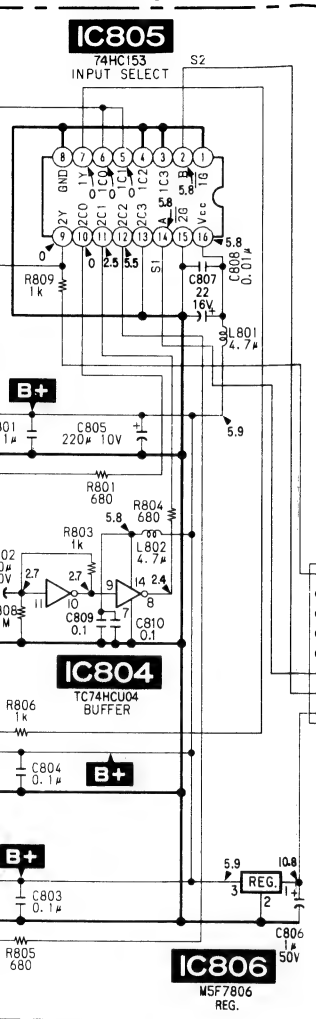 IC805
74HC153
INPUT SELECT
S2
8 7 6 5 4 3 2 1
GND 1Y 1C0 1C1 1C2 1C3 B 1G
0 0 0 5.8
2Y 2C0 2C1 2C2 2C3 A 2G Vcc
5.8
9 10 11 12 13 14 15 16
0 0 2.5 5.5 S1 5.8
R809
1k
C807
22
16V
+
C808
0.01μ
L801
4.7μ
B+
801
1μ
C805
220μ 10V
+
5.9
R801
680
R804
680
5.8
R803
1k
L802
4.7μ
02
0μ
0V
2.7
2.7
2.4
11 10 9 14 8
7
808
M
C809
0.1
C810
0.1
IC804
TC74HCU04
BUFFER
R806
1k
C804
0.1μ
B+
B+
5.9
10.8
3 REG. 1
2
+
C803
0.1μ
C806
1μ
50V
R805
680
IC806
M5F7806
REG.